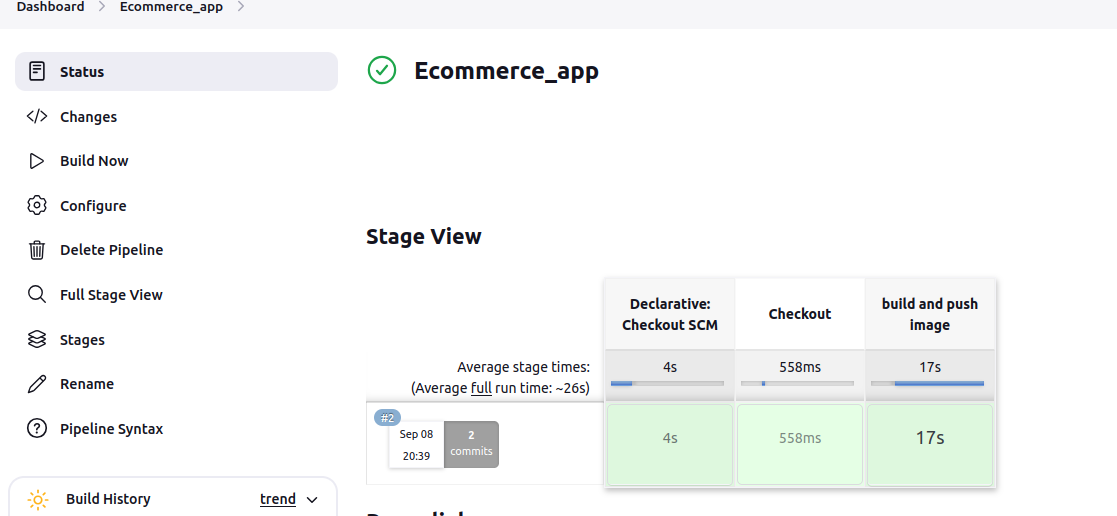 Dashboard > Ecommerce_app >
Status
Changes
Build Now
Configure
Delete Pipeline
Full Stage View
Stages
Rename
Pipeline Syntax
Build History trend
Ecommerce_app
Stage View
Declarative:
Checkout SCM
Checkout
build and push
image
Average stage times:
(Average full run time: ~26s)
4s
558ms
17s
#2
Sep 08
20:39
2
commits
4s
558ms
17s